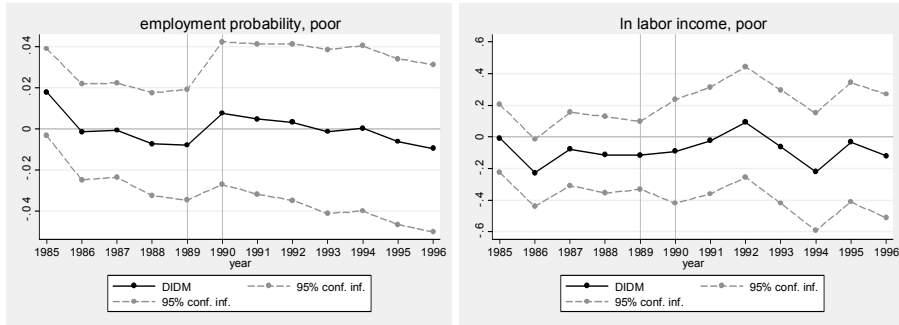 employment probability, poor
.04
.02
0
-.02
-.04
1985 1986 1987 1988 1989 1990 1991 1992 1993 1994 1995 1996
year
DIDM
95% conf. inf.
95% conf. inf.
ln labor income, poor
.6
.4
.2
0
-.2
-.4
-.6
1985 1986 1987 1988 1989 1990 1991 1992 1993 1994 1995 1996
year
DIDM
95% conf. inf.
95% conf. inf.